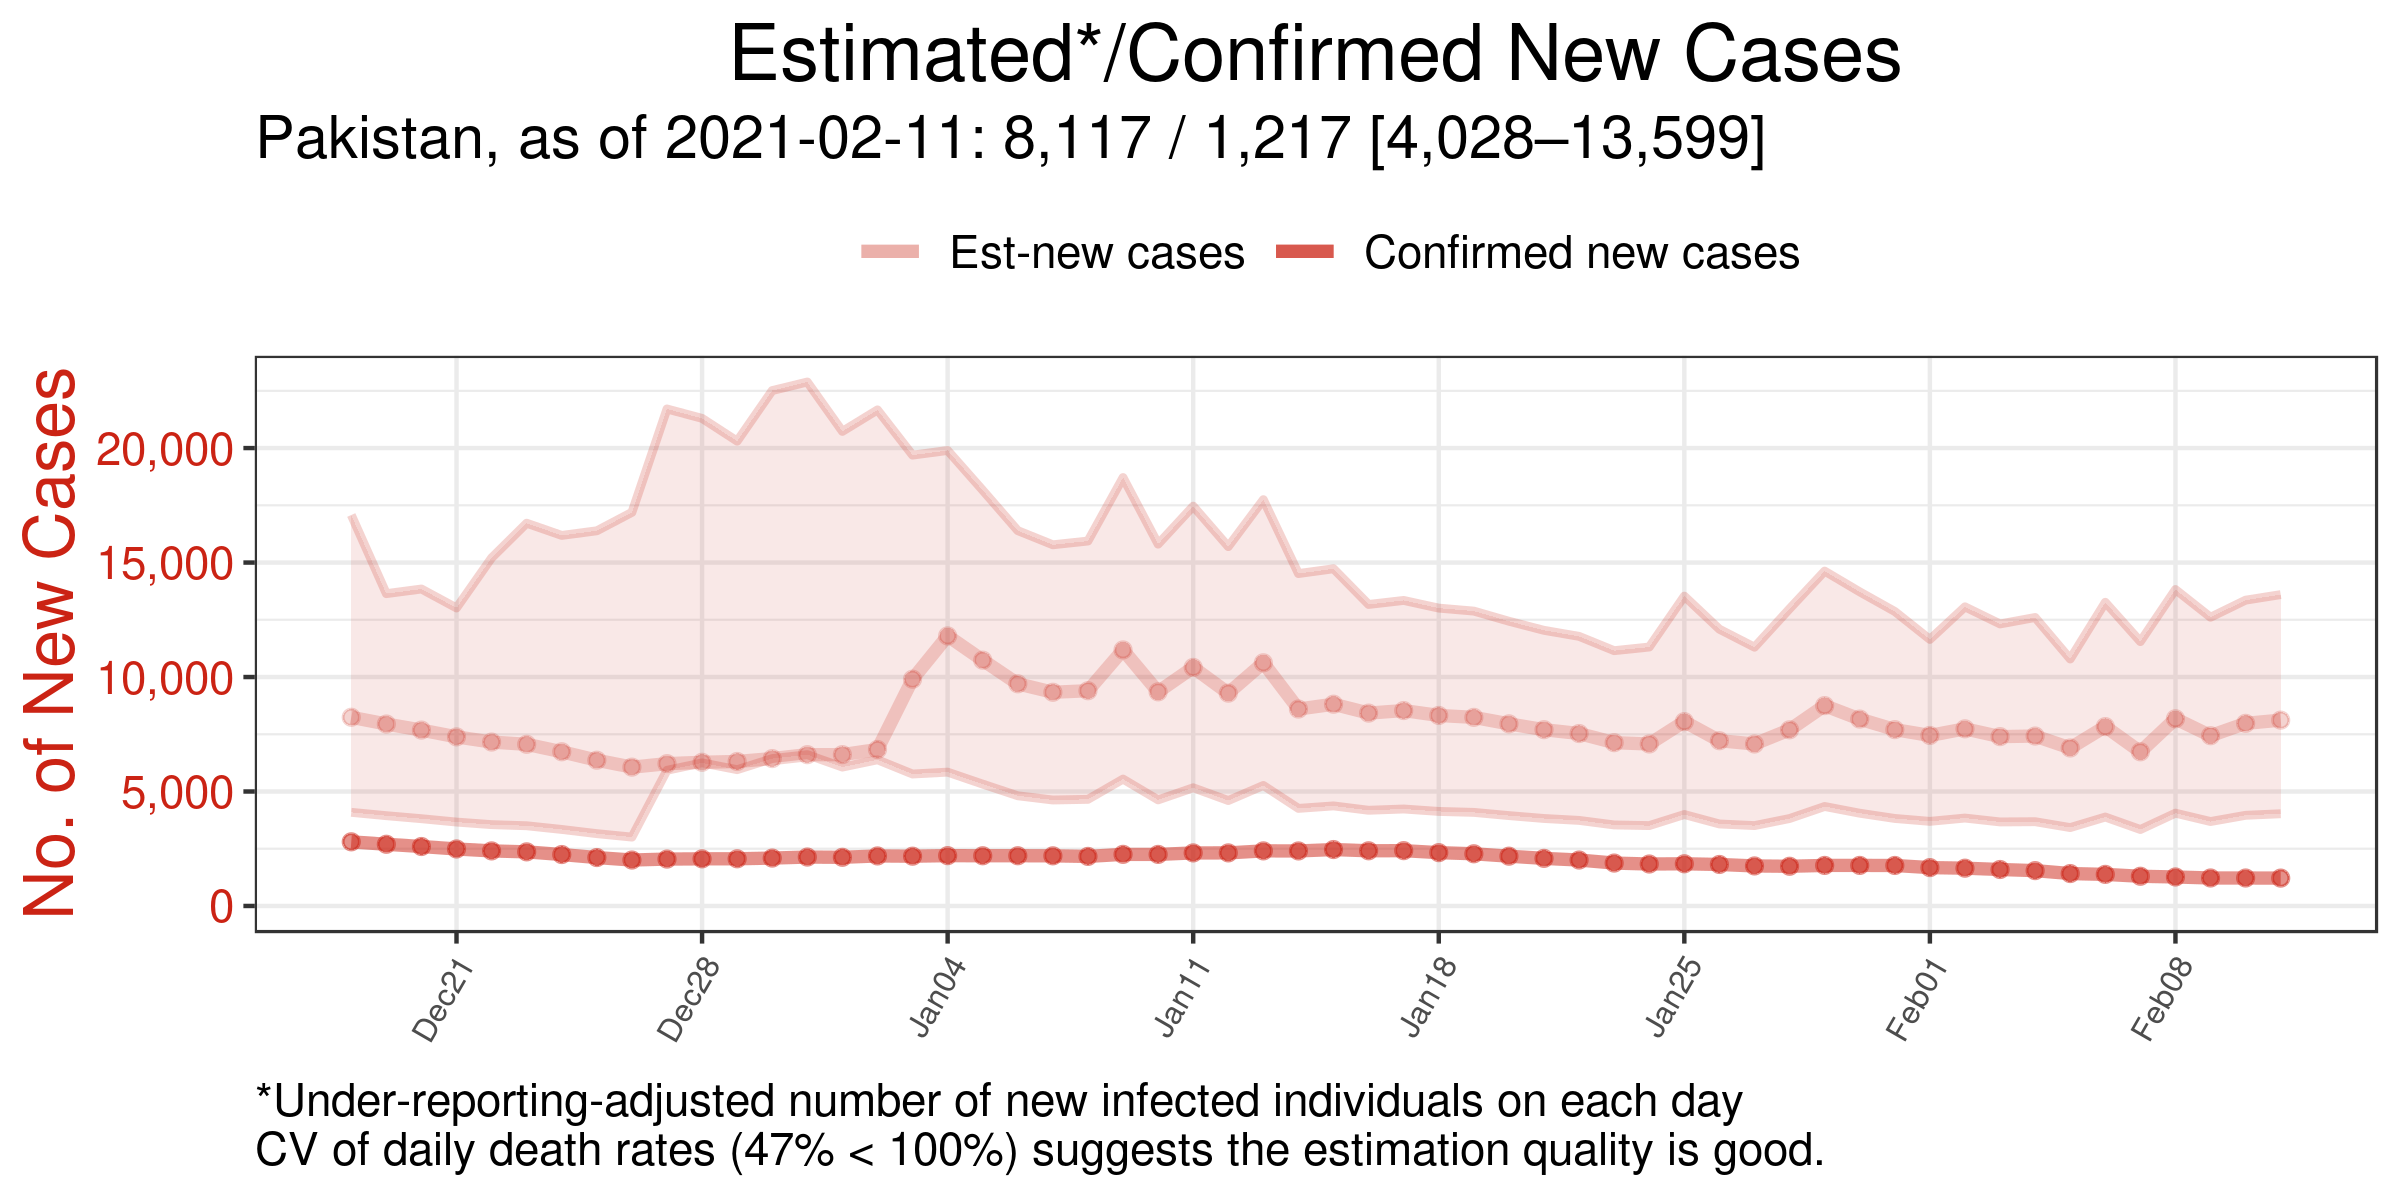 Estimated*/Confirmed New Cases
Pakistan, as of 2021-02-11: 8,117 / 1,217 [4,028–13,599]
Est-new cases
Confirmed new cases
No. of New Cases
20,000
15,000
10,000
5,000
0
Dec21
Dec28
Jan04
Jan11
Jan18
Jan25
Feb01
Feb08
*Under-reporting-adjusted number of new infected individuals on each day
CV of daily death rates (47% < 100%) suggests the estimation quality is good.